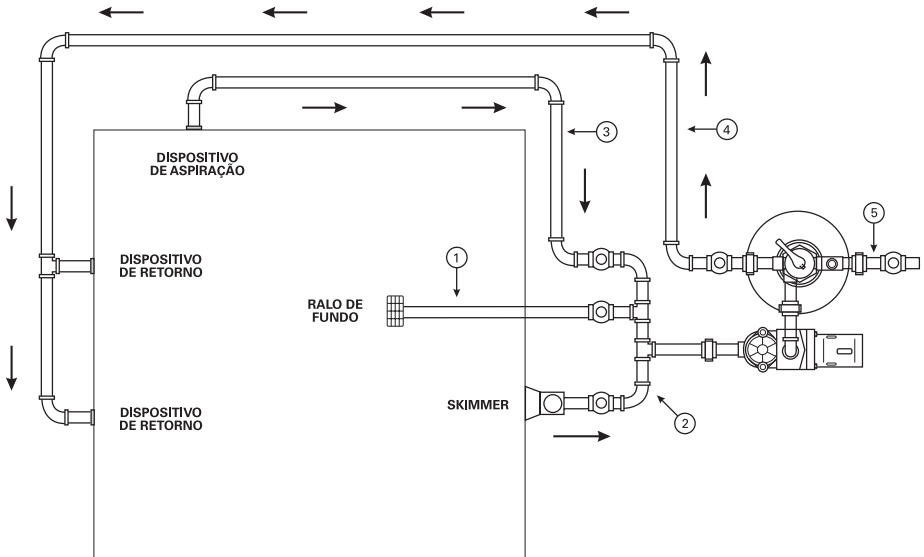 DISPOSITIVO
DE ASPIRAÇÃO
3
4
5
DISPOSITIVO
DE RETORNO
1
RALO DE
FUNDO
SKIMMER
2
DISPOSITIVO
DE RETORNO